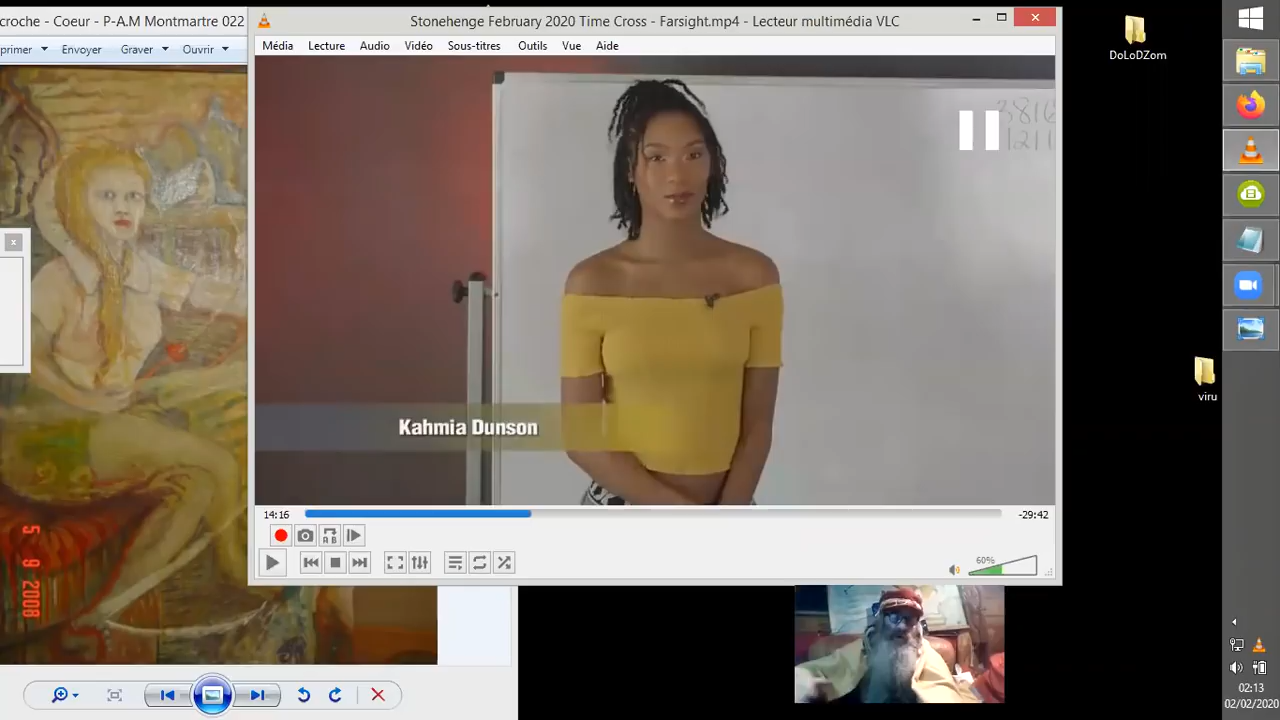 croche - Coeur - P-A.M Montmartre 022
primer Envoyer Graver Ouvrir
5 9 2008
x
Stonehenge February 2020 Time Cross - Farsight.mp4 - Lecteur multimédia VLC
Média Lecture Audio Vidéo Sous-titres Outils Vue Aide
3816
1211
Kahmia Dunson
14:16
-29:42
A B
60%
DoLoDZom
viru
02:13
02/02/2020